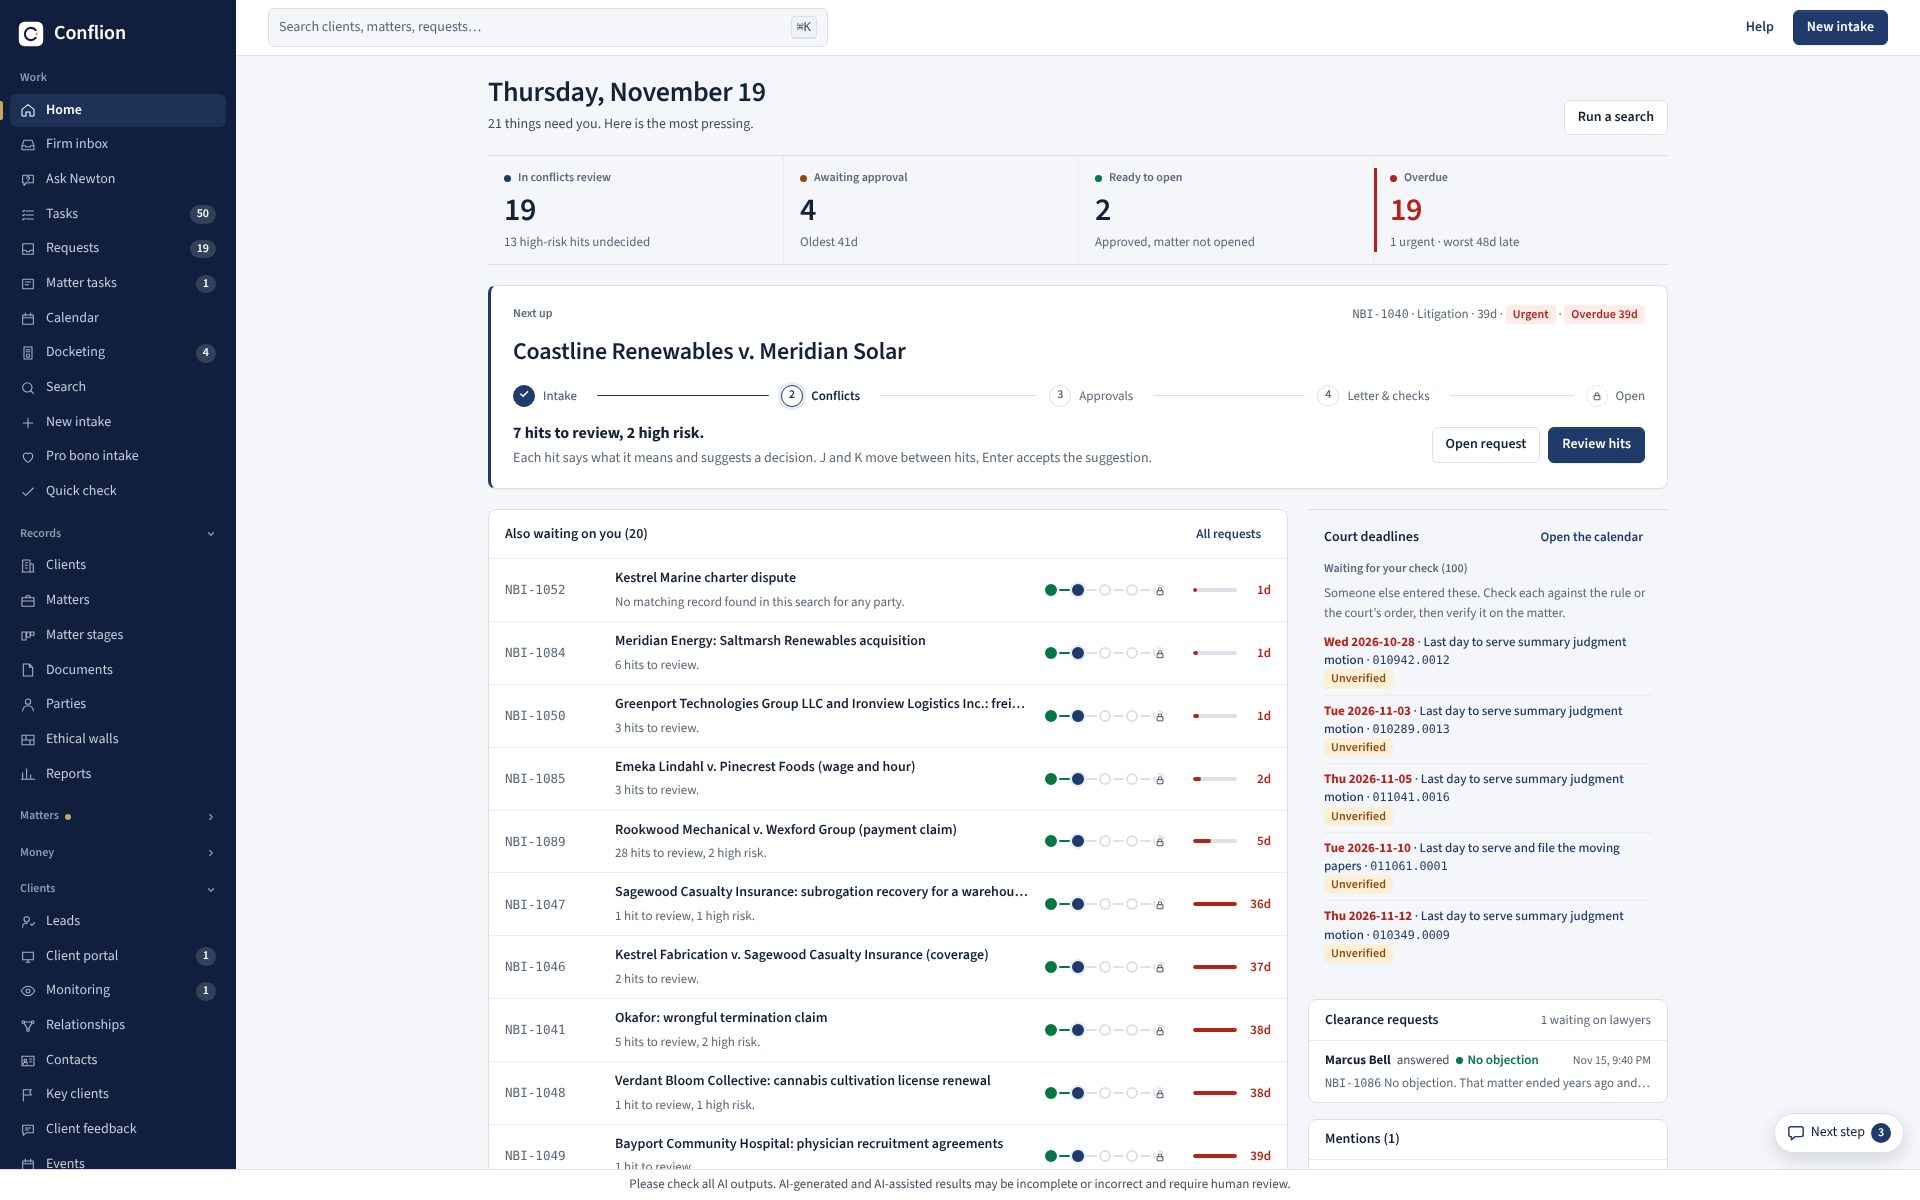 Conflion
Search clients, matters, requests…
⌘K
Help
New intake
Work
Home
Firm inbox
Ask Newton
Tasks 50
Requests 19
Matter tasks 1
Calendar
Docketing 4
Search
New intake
Pro bono intake
Quick check
Records
Clients
Matters
Matter stages
Documents
Parties
Ethical walls
Reports
Matters
Money
Clients
Leads
Client portal 1
Monitoring 1
Relationships
Contacts
Key clients
Client feedback
Events
Thursday, November 19
21 things need you. Here is the most pressing.
Run a search
In conflicts review
19
13 high-risk hits undecided
Awaiting approval
4
Oldest 41d
Ready to open
2
Approved, matter not opened
Overdue
19
1 urgent · worst 48d late
Next up
NBI-1040 · Litigation · 39d · Urgent · Overdue 39d
Coastline Renewables v. Meridian Solar
Intake
2 Conflicts
3 Approvals
4 Letter & checks
Open
7 hits to review, 2 high risk.
Each hit says what it means and suggests a decision. J and K move between hits, Enter accepts the suggestion.
Open request
Review hits
Also waiting on you (20)
All requests
NBI-1052
Kestrel Marine charter dispute
No matching record found in this search for any party.
1d
NBI-1084
Meridian Energy: Saltmarsh Renewables acquisition
6 hits to review.
1d
NBI-1050
Greenport Technologies Group LLC and Ironview Logistics Inc.: frei…
3 hits to review.
1d
NBI-1085
Emeka Lindahl v. Pinecrest Foods (wage and hour)
3 hits to review.
2d
NBI-1089
Rookwood Mechanical v. Wexford Group (payment claim)
28 hits to review, 2 high risk.
5d
NBI-1047
Sagewood Casualty Insurance: subrogation recovery for a warehou…
1 hit to review, 1 high risk.
36d
NBI-1046
Kestrel Fabrication v. Sagewood Casualty Insurance (coverage)
2 hits to review.
37d
NBI-1041
Okafor: wrongful termination claim
5 hits to review, 2 high risk.
38d
NBI-1048
Verdant Bloom Collective: cannabis cultivation license renewal
1 hit to review, 1 high risk.
38d
NBI-1049
Bayport Community Hospital: physician recruitment agreements
1 hit to review
39d
Court deadlines
Open the calendar
Waiting for your check (100)
Someone else entered these. Check each against the rule or
the court's order, then verify it on the matter.
Wed 2026-10-28 · Last day to serve summary judgment
motion · 010942.0012
Unverified
Tue 2026-11-03 · Last day to serve summary judgment
motion · 010289.0013
Unverified
Thu 2026-11-05 · Last day to serve summary judgment
motion · 011041.0016
Unverified
Tue 2026-11-10 · Last day to serve and file the moving
papers · 011061.0001
Unverified
Thu 2026-11-12 · Last day to serve summary judgment
motion · 010349.0009
Unverified
Clearance requests
1 waiting on lawyers
Marcus Bell answered No objection
Nov 15, 9:40 PM
NBI-1086 No objection. That matter ended years ago and…
Mentions (1)
Next step 3
Please check all AI outputs. AI-generated and AI-assisted results may be incomplete or incorrect and require human review.